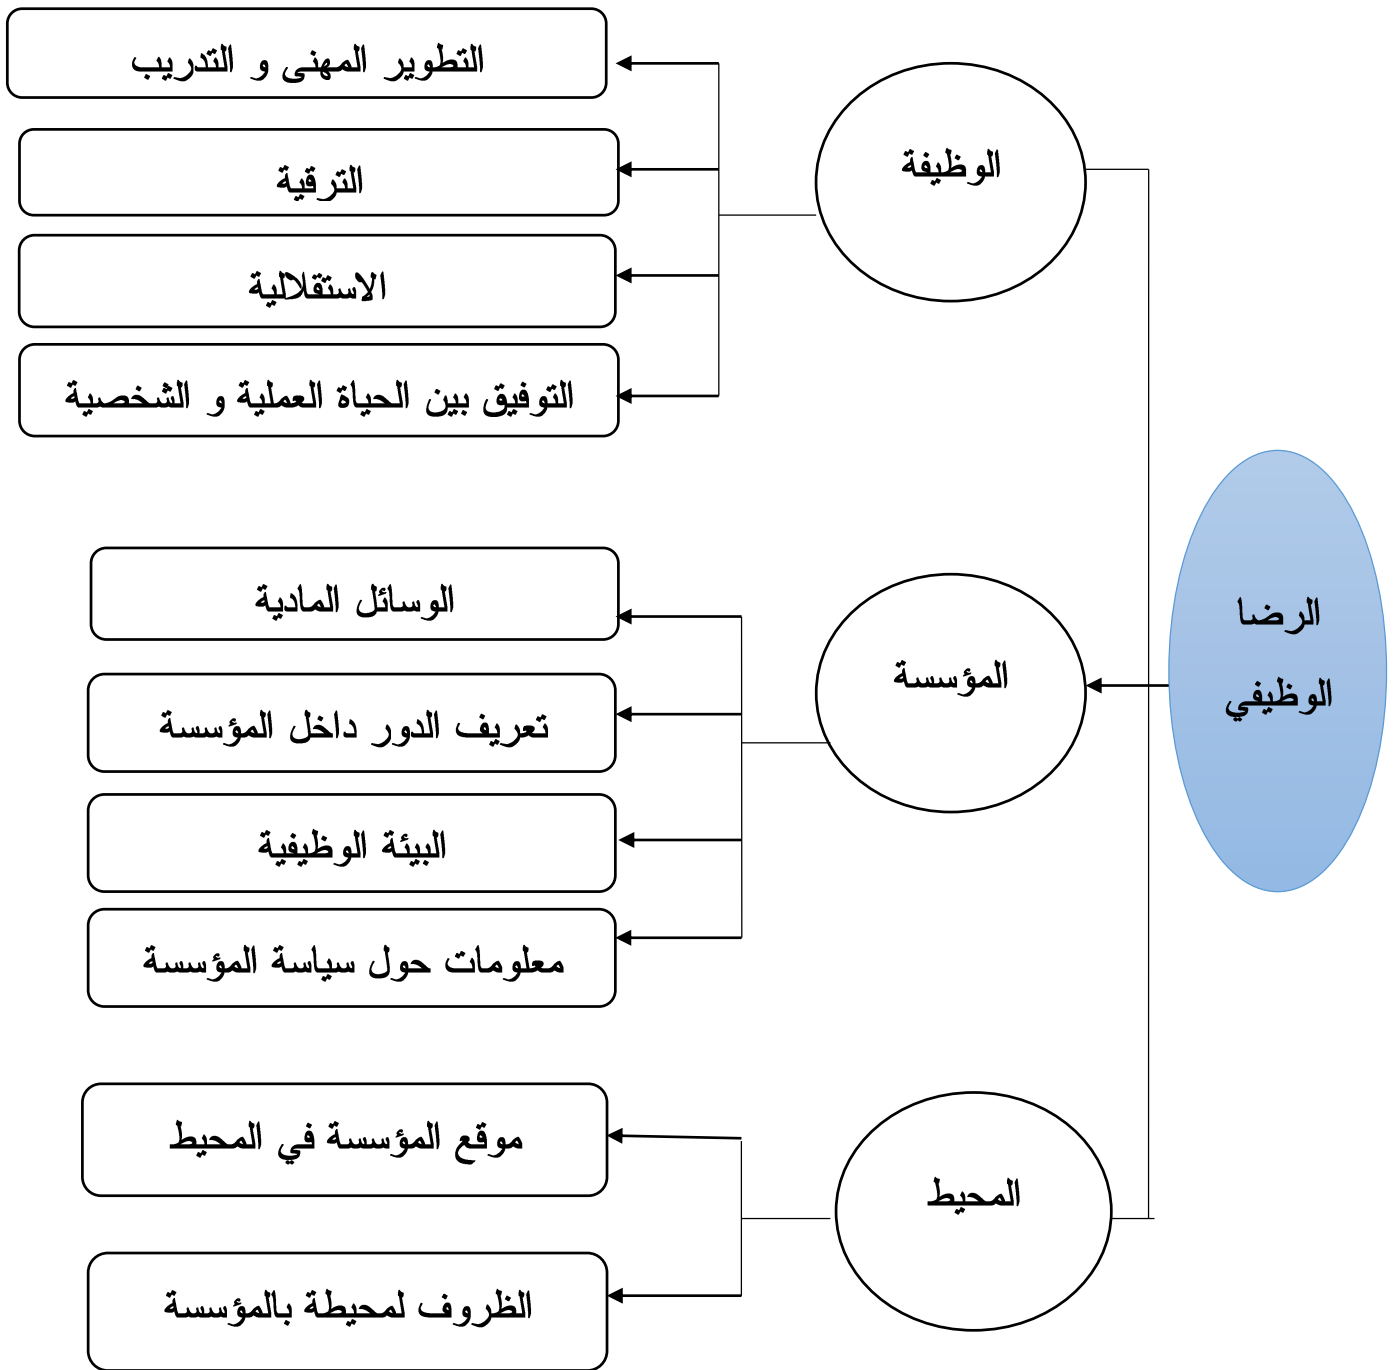 الرضا
الوظيفي
الوظيفة
التطوير المهنى و التدريب
الترقية
الاستقلالية
التوفيق بين الحياة العملية و الشخصية
المؤسسة
الوسائل المادية
تعريف الدور داخل المؤسسة
البيئة الوظيفية
معلومات حول سياسة المؤسسة
المحيط
موقع المؤسسة في المحيط
الظروف لمحيطة بالمؤسسة